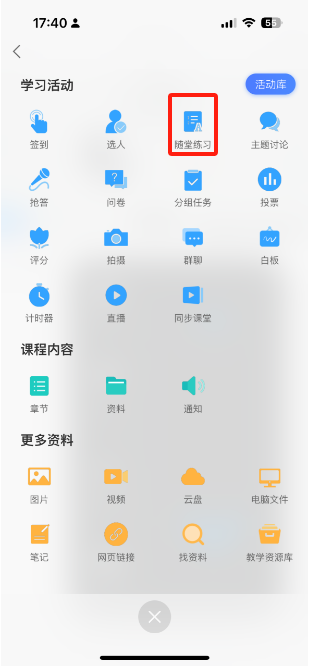 17:40
55
学习活动
活动库
签到 选人 随堂练习 主题讨论
抢答 问卷 分组任务 投票
评分 拍摄 群聊 白板
计时器 直播 同步课堂
课程内容
章节 资料 通知
更多资料
图片 视频 云盘 电脑文件
笔记 网页链接 找资料 教学资源库